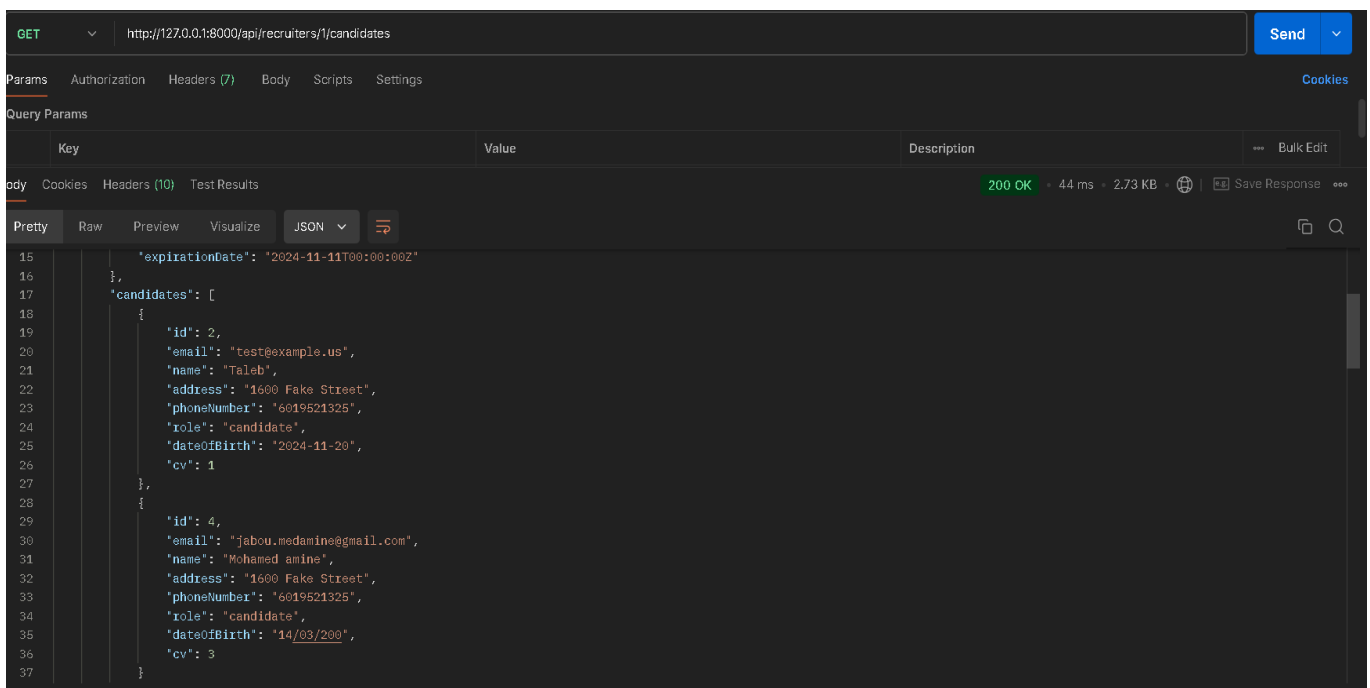 GET http://127.0.0.1:8000/api/recruiters/1/candidates Send
Params Authorization Headers (7) Body Scripts Settings Cookies
Query Params
Key Value Description Bulk Edit
ody Cookies Headers (10) Test Results 200 OK 44 ms 2.73 KB Save Response
Pretty Raw Preview Visualize JSON
15 "expirationDate": "2024-11-11T00:00:00Z"
16 },
17 "candidates": [
18 {
19 "id": 2,
20 "email": "test@example.us",
21 "name": "Taleb",
22 "address": "1600 Fake Street",
23 "phoneNumber": "6019521325",
24 "role": "candidate",
25 "dateOfBirth": "2024-11-20",
26 "cv": 1
27 },
28 {
29 "id": 4,
30 "email": "jabou.medamine@gmail.com",
31 "name": "Mohamed amine",
32 "address": "1600 Fake Street",
33 "phoneNumber": "6019521325",
34 "role": "candidate",
35 "dateOfBirth": "14/03/200",
36 "cv": 3
37 }